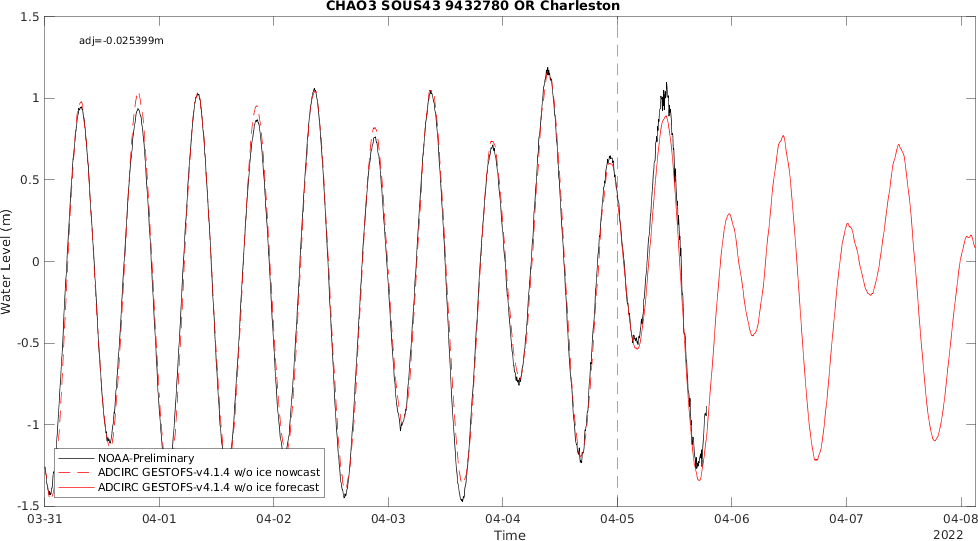 CHAO3 SOUS43 9432780 OR Charleston
adj=-0.025399m
1.5
1
0.5
0
-0.5
-1
-1.5
Water Level (m)
NOAA-Preliminary
ADCIRC GESTOFS-v4.1.4 w/o ice nowcast
ADCIRC GESTOFS-v4.1.4 w/o ice forecast
03-31 04-01 04-02 04-03 04-04 04-05 04-06 04-07 04-08
Time
2022